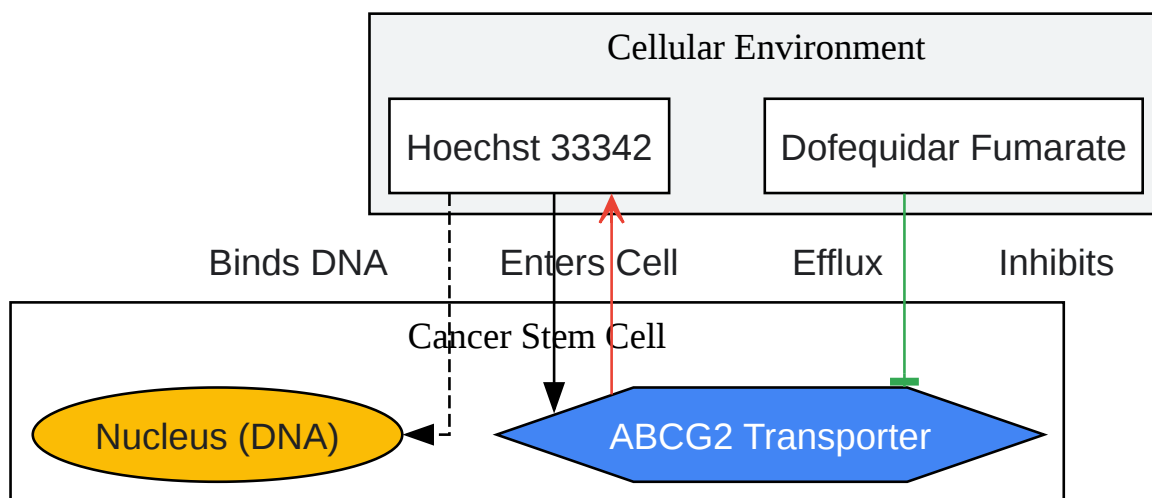 Cellular Environment
Hoechst 33342
Dofequidar Fumarate
Binds DNA
Enters Cell
Efflux
Inhibits
Cancer Stem Cell
Nucleus (DNA)
ABCG2 Transporter